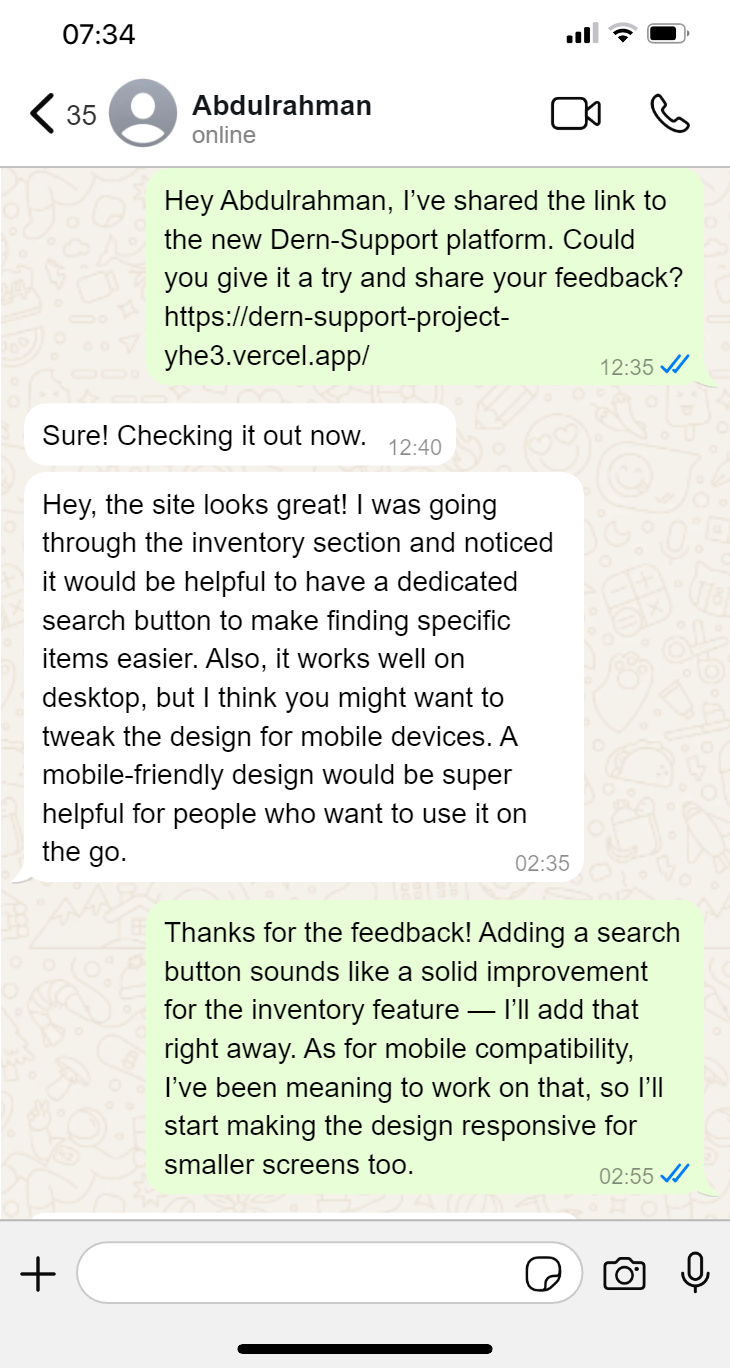 07:34
35
Abdulrahman
online
Hey Abdulrahman, I’ve shared the link to
the new Dern-Support platform. Could
you give it a try and share your feedback?
https://dern-support-project-
yhe3.vercel.app/
12:35
Sure! Checking it out now.
12:40
Hey, the site looks great! I was going
through the inventory section and noticed
it would be helpful to have a dedicated
search button to make finding specific
items easier. Also, it works well on
desktop, but I think you might want to
tweak the design for mobile devices. A
mobile-friendly design would be super
helpful for people who want to use it on
the go.
02:35
Thanks for the feedback! Adding a search
button sounds like a solid improvement
for the inventory feature — I’ll add that
right away. As for mobile compatibility,
I’ve been meaning to work on that, so I’ll
start making the design responsive for
smaller screens too.
02:55